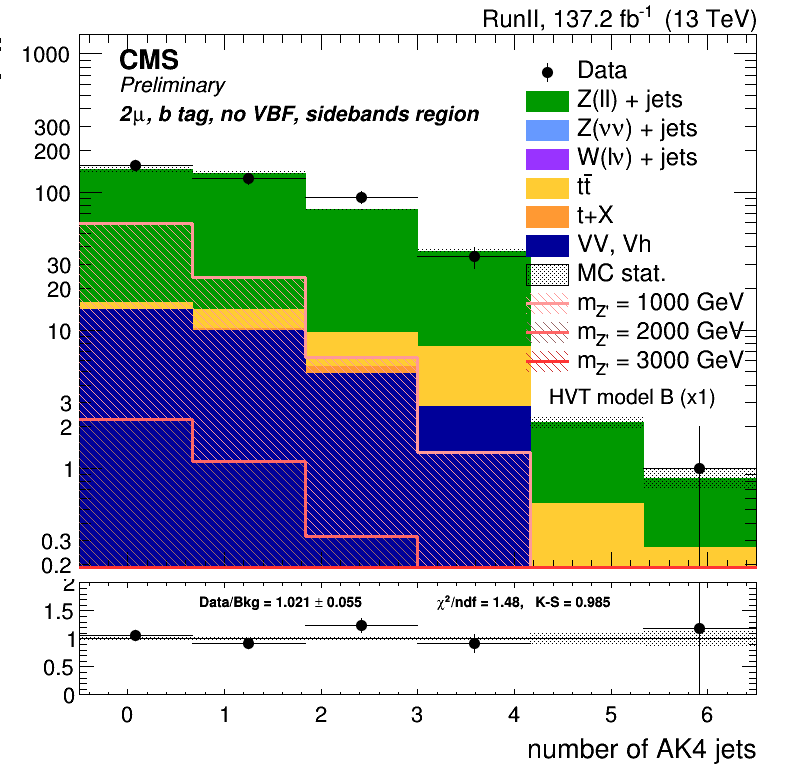 RunII, 137.2 fb⁻¹ (13 TeV)
CMS
Preliminary
2μ, b tag, no VBF, sidebands region
Data
Z(ll) + jets
Z(νν) + jets
W(lν) + jets
tt̄
t+X
VV, Vh
MC stat.
m_Z' = 1000 GeV
m_Z' = 2000 GeV
m_Z' = 3000 GeV
HVT model B (x1)
1000
300
200
100
30
20
10
3
2
1
0.3
0.2
Data/Bkg = 1.021 ± 0.055 χ²/ndf = 1.48, K-S = 0.985
2
1.5
1
0.5
0
0 1 2 3 4 5 6
number of AK4 jets